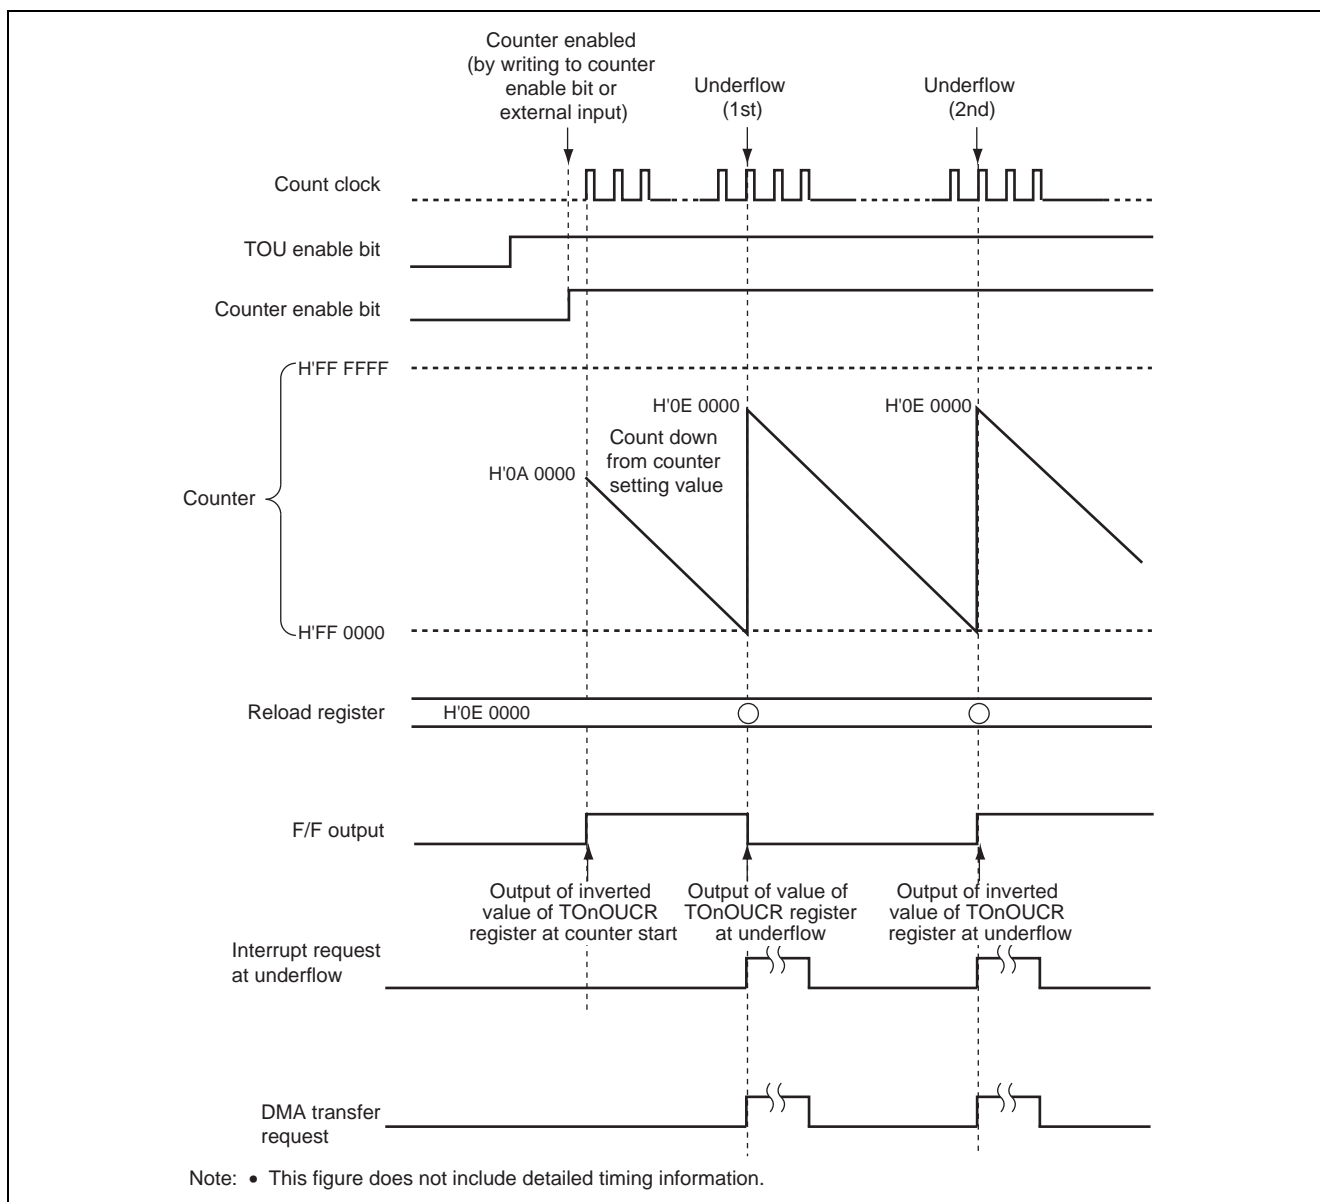 Counter enabled
(by writing to counter
enable bit or
external input)
Underflow
(1st)
Underflow
(2nd)
Count clock
TOU enable bit
Counter enable bit
H'FF FFFF
H'0E 0000
H'0E 0000
Count down
from counter
setting value
H'0A 0000
Counter
H'FF 0000
Reload register
H'0E 0000
F/F output
Output of inverted
value of TOnOUCR
register at counter start
Output of value of
TOnOUCR register
at underflow
Output of inverted
value of TOnOUCR
register at underflow
Interrupt request
at underflow
DMA transfer
request
Note: • This figure does not include detailed timing information.